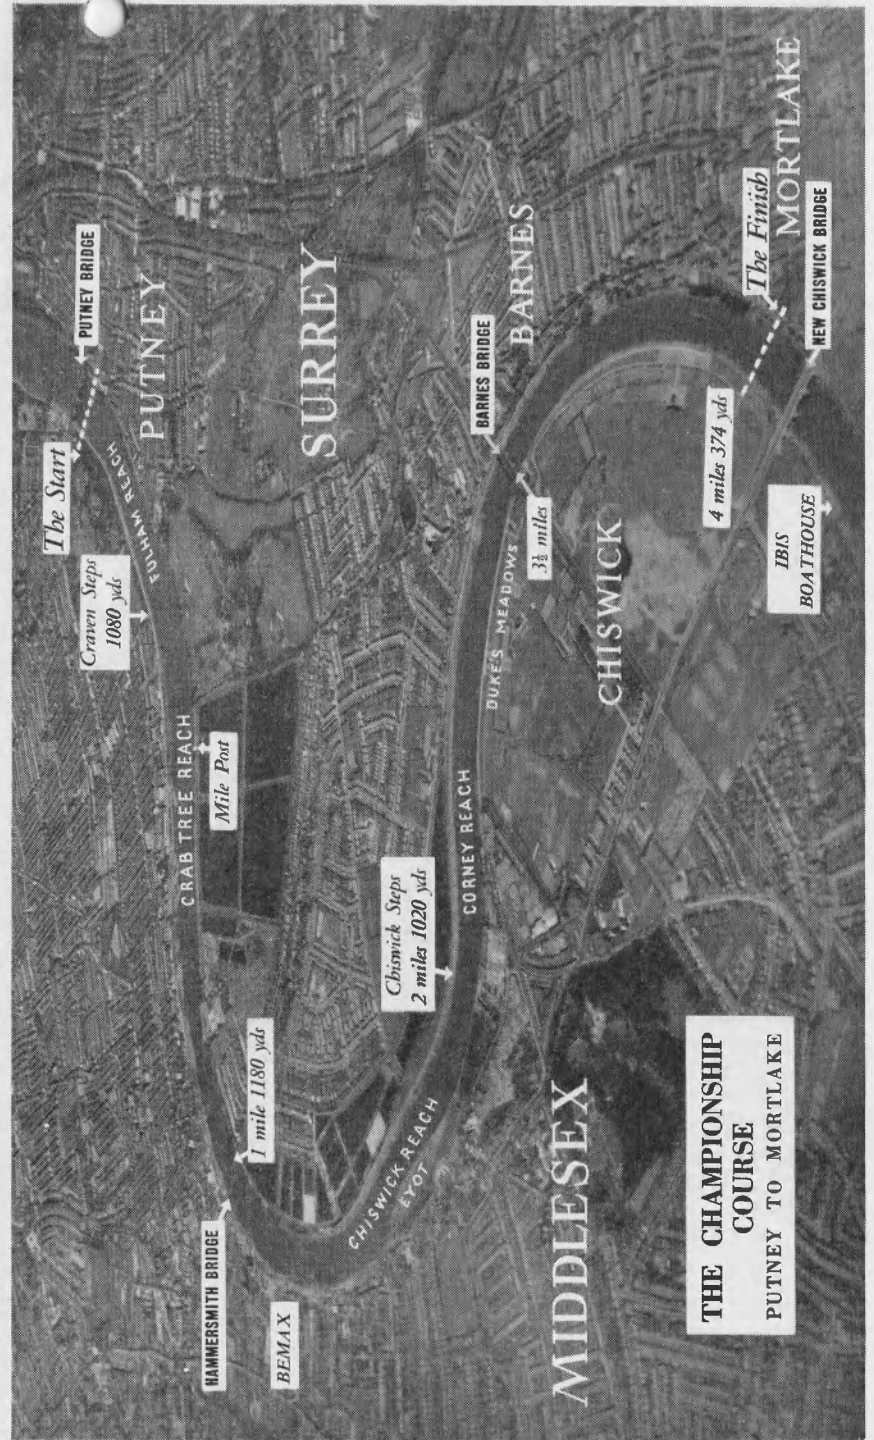 The Start
PUTNEY BRIDGE
PUTNEY
FULHAM REACH
Craven Steps
1080 yds
SURREY
CRAB TREE REACH
Mile Post
1 mile 1180 yds
HAMMERSMITH BRIDGE
BEMAX
CHISWICK REACH
EYOT
Chiswick Steps
2 miles 1020 yds
CORNEY REACH
DUKE'S MEADOWS
BARNES BRIDGE
BARNES
3½ miles
CHISWICK
MIDDLESEX
4 miles 374 yds
The Finish
MORTLAKE
NEW CHISWICK BRIDGE
IBIS
BOATHOUSE
THE CHAMPIONSHIP
COURSE
PUTNEY TO MORTLAKE